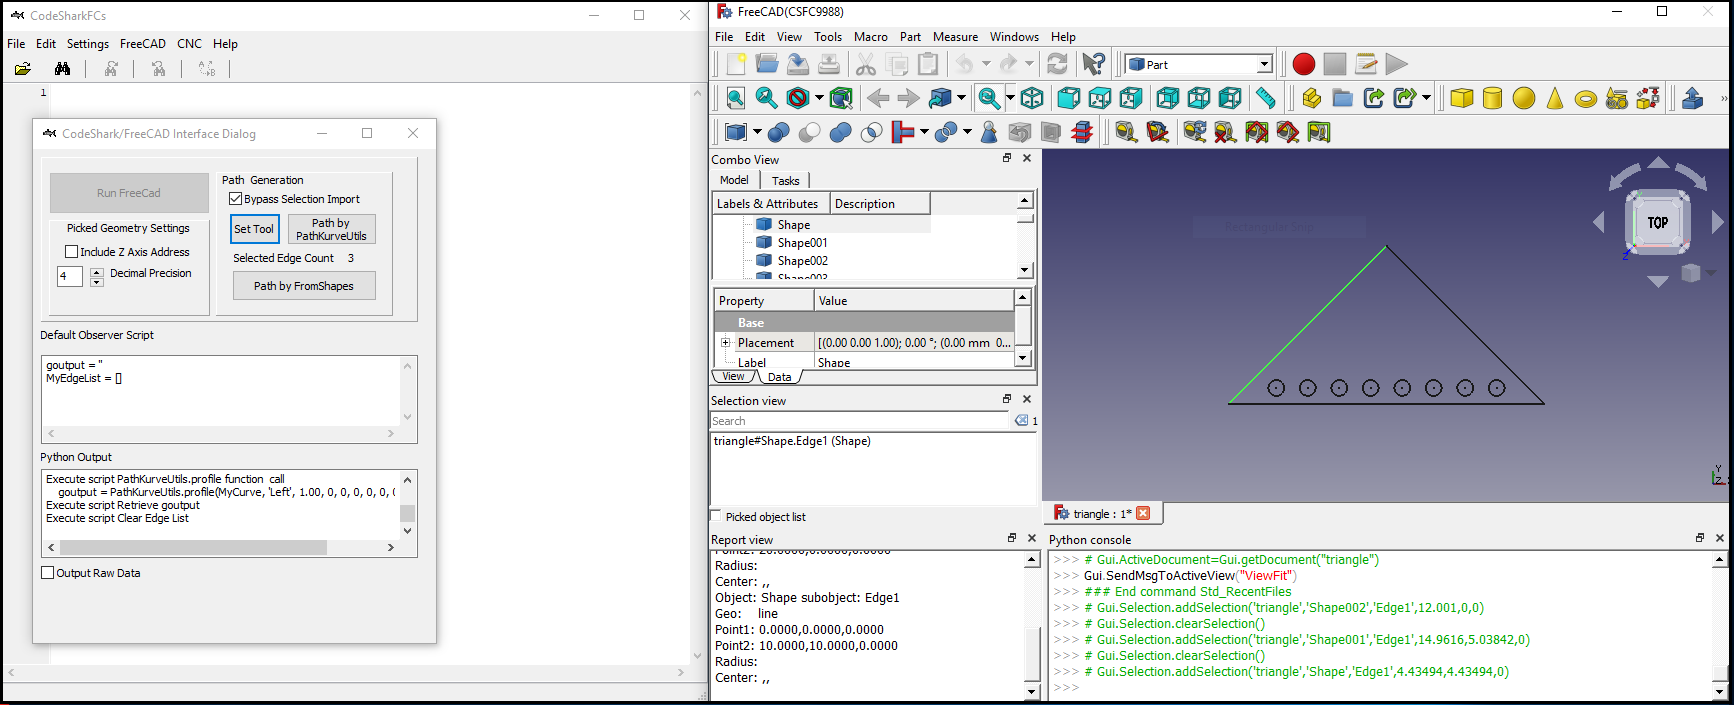 CodeSharkFCs
File Edit Settings FreeCAD CNC Help
1
CodeShark/FreeCAD Interface Dialog
Run FreeCad
Picked Geometry Settings
Include Z Axis Address
4 Decimal Precision
Path Generation
Bypass Selection Import
Set Tool
Path by
PathKurveUtils
Selected Edge Count 3
Path by FromShapes
Default Observer Script
goutput = ''
MyEdgeList = []
Python Output
Execute script PathKurveUtils.profile function call
goutput = PathKurveUtils.profile(MyCurve, 'Left', 1.00, 0, 0, 0, 0, 0, 0
Execute script Retrieve goutput
Execute script Clear Edge List
Output Raw Data
FreeCAD(CSFC9988)
File Edit View Tools Macro Part Measure Windows Help
Part
Combo View
Model Tasks
Labels & Attributes Description
Shape
Shape001
Shape002
Shape003
Property Value
Base
Placement [(0.00 0.00 1.00); 0.00 °; (0.00 mm 0...
Label Shape
View Data
Selection view
Search 1
triangle#Shape.Edge1 (Shape)
Picked object list
Report view
Point2: 20.0000,0.0000,0.0000
Radius:
Center: ,,
Object: Shape subobject: Edge1
Geo: line
Point1: 0.0000,0.0000,0.0000
Point2: 10.0000,10.0000,0.0000
Radius:
Center: ,,
Rectangular Snip
TOP
Z
Y
Z
triangle : 1*
Python console
>>> # Gui.ActiveDocument=Gui.getDocument("triangle")
>>> Gui.SendMsgToActiveView("ViewFit")
>>> ### End command Std_RecentFiles
>>> # Gui.Selection.addSelection('triangle','Shape002','Edge1',12.001,0,0)
>>> # Gui.Selection.clearSelection()
>>> # Gui.Selection.addSelection('triangle','Shape001','Edge1',14.9616,5.03842,0)
>>> # Gui.Selection.clearSelection()
>>> # Gui.Selection.addSelection('triangle','Shape','Edge1',4.43494,4.43494,0)
>>>